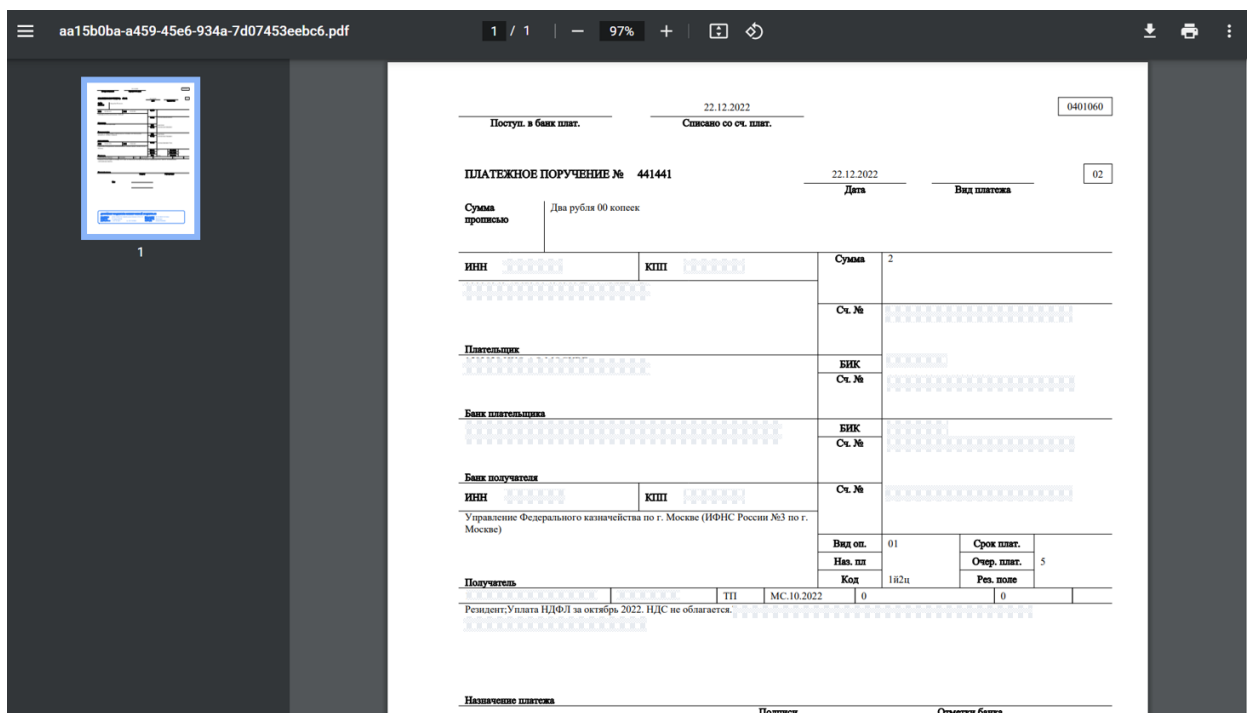 aa15b0ba-a459-45e6-934a-7d07453eebc6.pdf
1 / 1
97%
1
22.12.2022
0401060
Поступ. в банк плат.
Списано со сч. плат.
ПЛАТЕЖНОЕ ПОРУЧЕНИЕ № 441441
22.12.2022
02
Дата
Вид платежа
Сумма прописью
Два рубля 00 копеек
ИНН
КПП
Сумма
2
Сч. №
Плательщик
БИК
Сч. №
Банк плательщика
БИК
Сч. №
Банк получателя
ИНН
КПП
Сч. №
Управление Федерального казначейства по г. Москве (ИФНС России №3 по г.
Москве)
Вид оп.
01
Срок плат.
Наз. пл
Очер. плат.
5
Получатель
Код
1й2ц
Рез. поле
ТП
МС.10.2022
0
0
Резидент;Уплата НДФЛ за октябрь 2022. НДС не облагается.
Назначение платежа
Подписи
Отметки банка